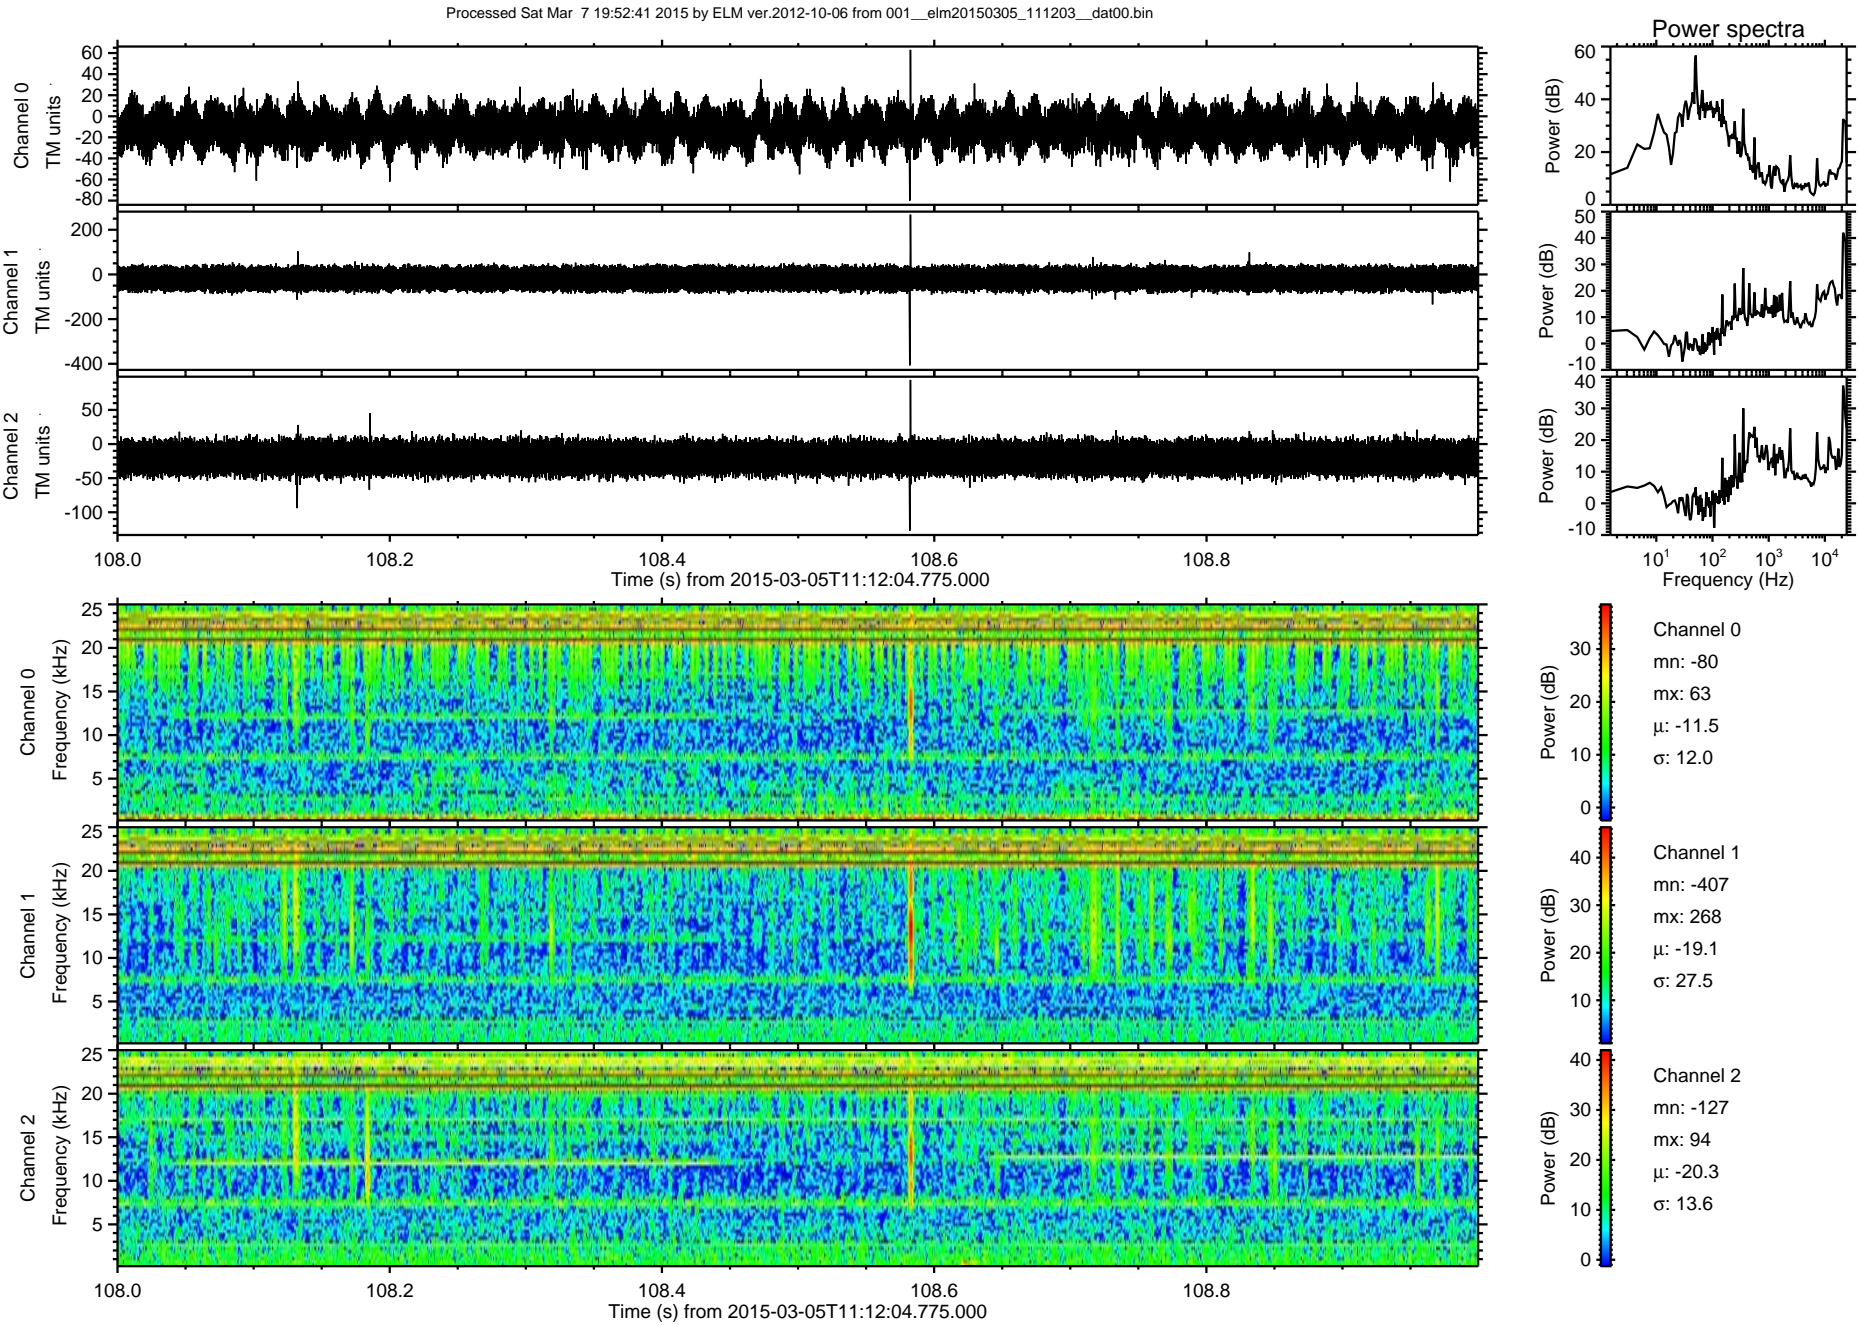 Processed Sat Mar 7 19:52:41 2015 by ELM ver.2012-10-06 from 001__elm20150305_111203__dat00.bin
Power spectra
Channel 0
TM units
60
40
20
0
-20
-40
-60
-80
Power (dB)
60
40
20
0
Channel 1
TM units
200
0
-200
-400
Power (dB)
50
40
30
20
10
0
-10
Channel 2
TM units
50
0
-50
-100
Power (dB)
40
30
20
10
0
-10
108.0 108.2 108.4 108.6 108.8
Time (s) from 2015-03-05T11:12:04.775.000
10^1 10^2 10^3 10^4
Frequency (Hz)
Channel 0
Frequency (kHz)
25
20
15
10
5
Power (dB)
30
20
10
0
Channel 0
mn: -80
mx: 63
μ: -11.5
σ: 12.0
Channel 1
Frequency (kHz)
25
20
15
10
5
Power (dB)
40
30
20
10
Channel 1
mn: -407
mx: 268
μ: -19.1
σ: 27.5
Channel 2
Frequency (kHz)
25
20
15
10
5
Power (dB)
40
30
20
10
0
Channel 2
mn: -127
mx: 94
μ: -20.3
σ: 13.6
108.0 108.2 108.4 108.6 108.8
Time (s) from 2015-03-05T11:12:04.775.000